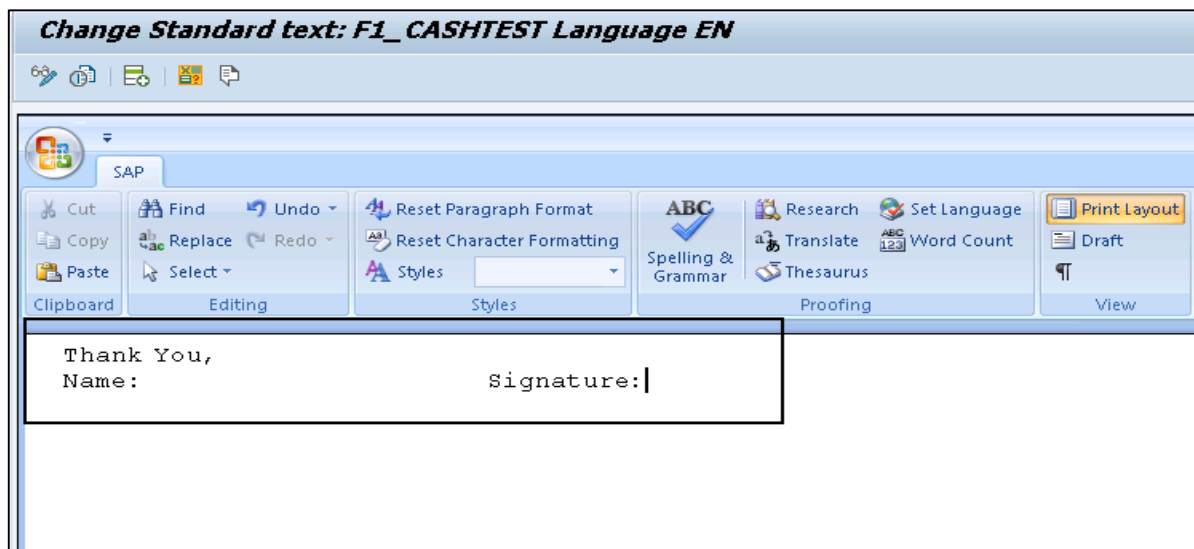 Change Standard text: F1_CASHTEST Language EN
SAP
Cut Find Undo Reset Paragraph Format ABC Research Set Language Print Layout
Copy Replace Redo Reset Character Formatting Translate Word Count Draft
Paste Select Styles Spelling & Grammar Thesaurus
Clipboard Editing Styles Proofing View
Thank You,
Name: Signature: